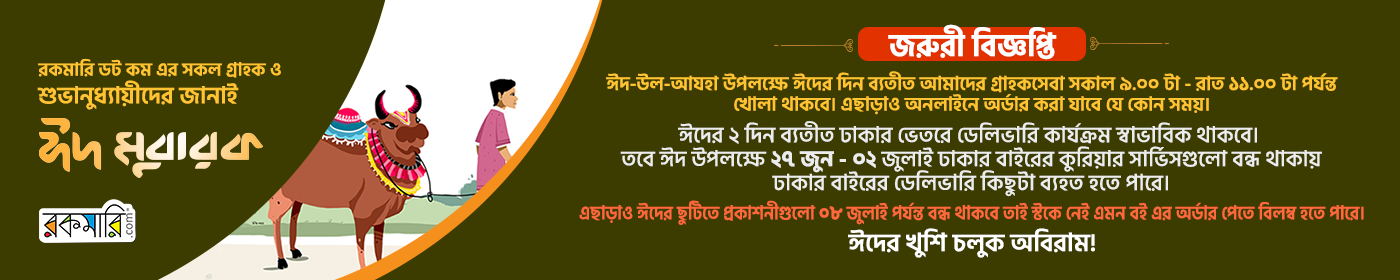 রকমারি ডট কম এর সকল গ্রাহক ও
শুভানুধ্যায়ীদের জানাই
ঈদ মুবারক
রকমারি.com
জরুরী বিজ্ঞপ্তি
ঈদ-উল-আযহা উপলক্ষে ঈদের দিন ব্যতীত আমাদের গ্রাহকসেবা সকাল ৯.০০ টা - রাত ১১.০০ টা পর্যন্ত
খোলা থাকবে। এছাড়াও অনলাইনে অর্ডার করা যাবে যে কোন সময়।
ঈদের ২ দিন ব্যতীত ঢাকার ভেতরে ডেলিভারি কার্যক্রম স্বাভাবিক থাকবে।
তবে ঈদ উপলক্ষে ২৭ জুন - ০২ জুলাই ঢাকার বাইরের কুরিয়ার সার্ভিসগুলো বন্ধ থাকায়
ঢাকার বাইরের ডেলিভারি কিছুটা ব্যহত হতে পারে।
এছাড়াও ঈদের ছুটিতে প্রকাশনীগুলো ০৮ জুলাই পর্যন্ত বন্ধ থাকবে তাই স্টকে নেই এমন বই এর অর্ডার পেতে বিলম্ব হতে পারে।
ঈদের খুশি চলুক অবিরাম!